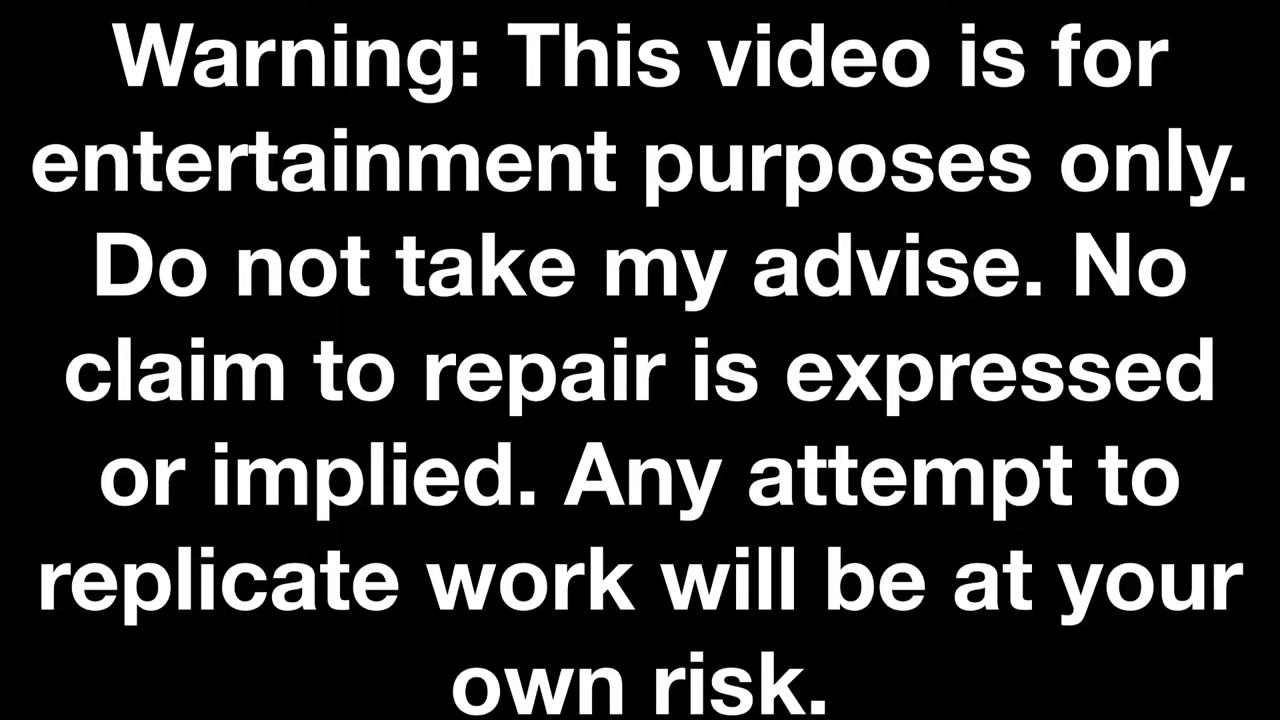 Warning: This video is for
entertainment purposes only.
Do not take my advise. No
claim to repair is expressed
or implied. Any attempt to
replicate work will be at your
own risk.